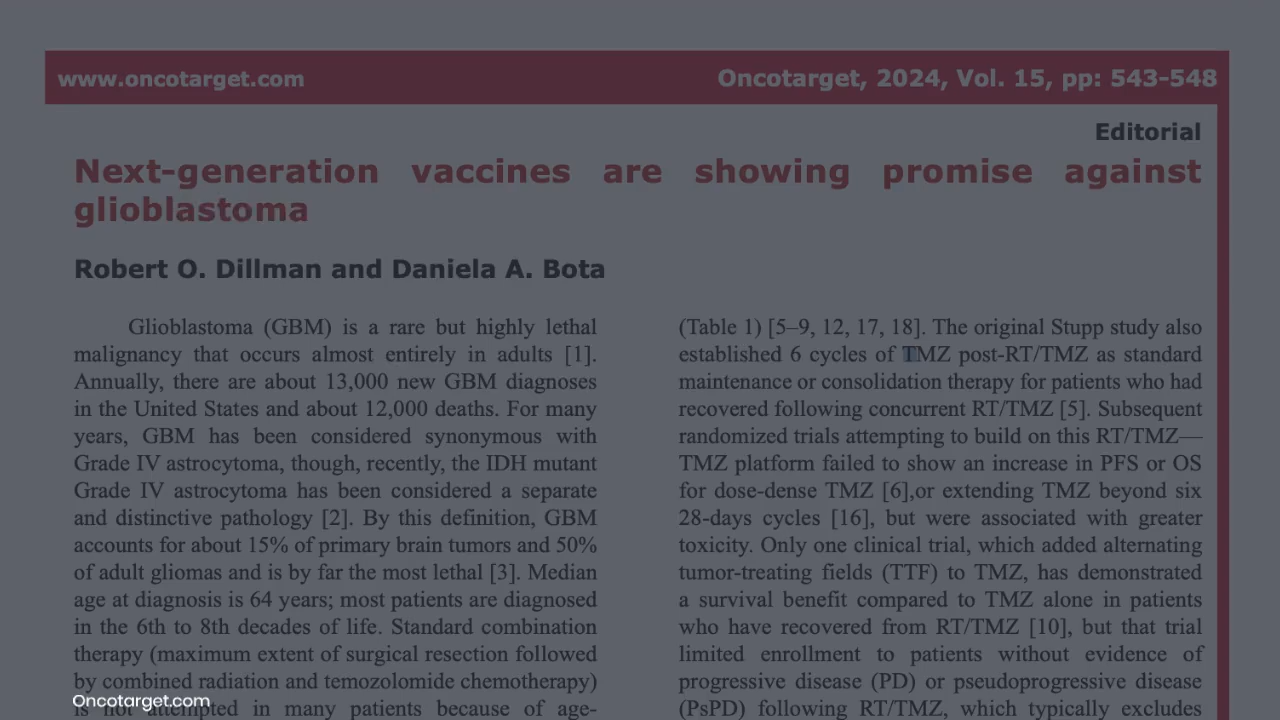 www.oncotarget.com
Oncotarget, 2024, Vol. 15, pp: 543-548
Editorial
Next-generation vaccines are showing promise against
glioblastoma
Robert O. Dillman and Daniela A. Bota
Glioblastoma (GBM) is a rare but highly lethal
malignancy that occurs almost entirely in adults [1].
Annually, there are about 13,000 new GBM diagnoses
in the United States and about 12,000 deaths. For many
years, GBM has been considered synonymous with
Grade IV astrocytoma, though, recently, the IDH mutant
Grade IV astrocytoma has been considered a separate
and distinctive pathology [2]. By this definition, GBM
accounts for about 15% of primary brain tumors and 50%
of adult gliomas and is by far the most lethal [3]. Median
age at diagnosis is 64 years; most patients are diagnosed
in the 6th to 8th decades of life. Standard combination
therapy (maximum extent of surgical resection followed
by combined radiation and temozolomide chemotherapy)
is not attempted in many patients because of age-
(Table 1) [5–9, 12, 17, 18]. The original Stupp study also
established 6 cycles of TMZ post-RT/TMZ as standard
maintenance or consolidation therapy for patients who had
recovered following concurrent RT/TMZ [5]. Subsequent
randomized trials attempting to build on this RT/TMZ—
TMZ platform failed to show an increase in PFS or OS
for dose-dense TMZ [6],or extending TMZ beyond six
28-days cycles [16], but were associated with greater
toxicity. Only one clinical trial, which added alternating
tumor-treating fields (TTF) to TMZ, has demonstrated
a survival benefit compared to TMZ alone in patients
who have recovered from RT/TMZ [10], but that trial
limited enrollment to patients without evidence of
progressive disease (PD) or pseudoprogressive disease
(PsPD) following RT/TMZ, which typically excludes
Oncotarget.com